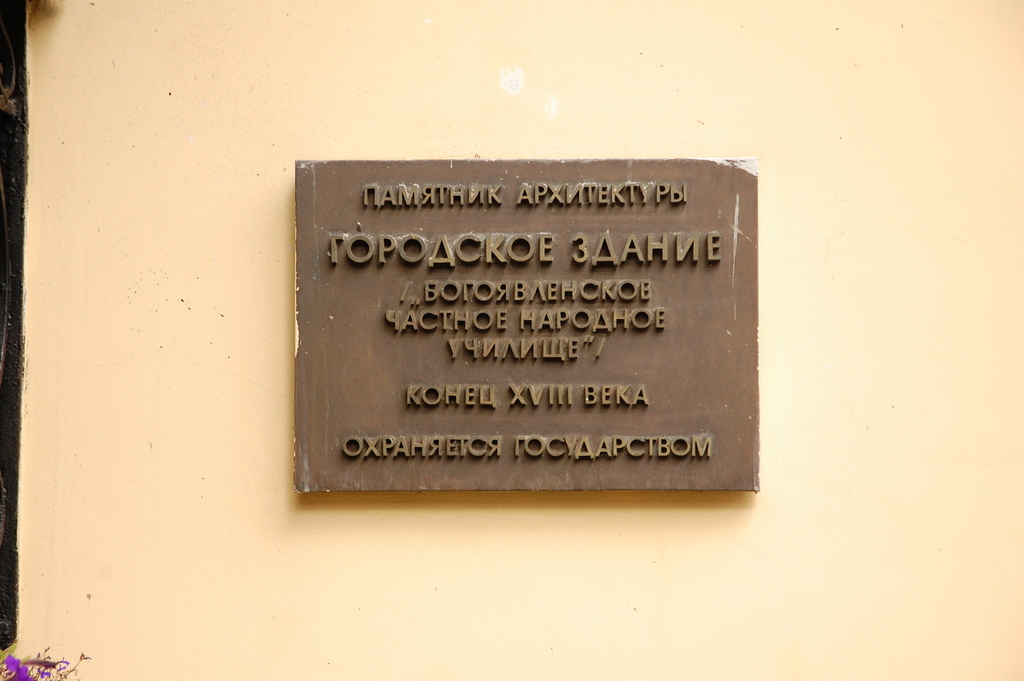 ПАМЯТНИК АРХИТЕКТУРЫ
ГОРОДСКОЕ ЗДАНИЕ
/„БОГОЯВЛЕНСКОЕ
ЧАСТНОЕ НАРОДНОЕ
УЧИЛИЩЕ”/
КОНЕЦ XVIII ВЕКА
ОХРАНЯЕТСЯ ГОСУДАРСТВОМ